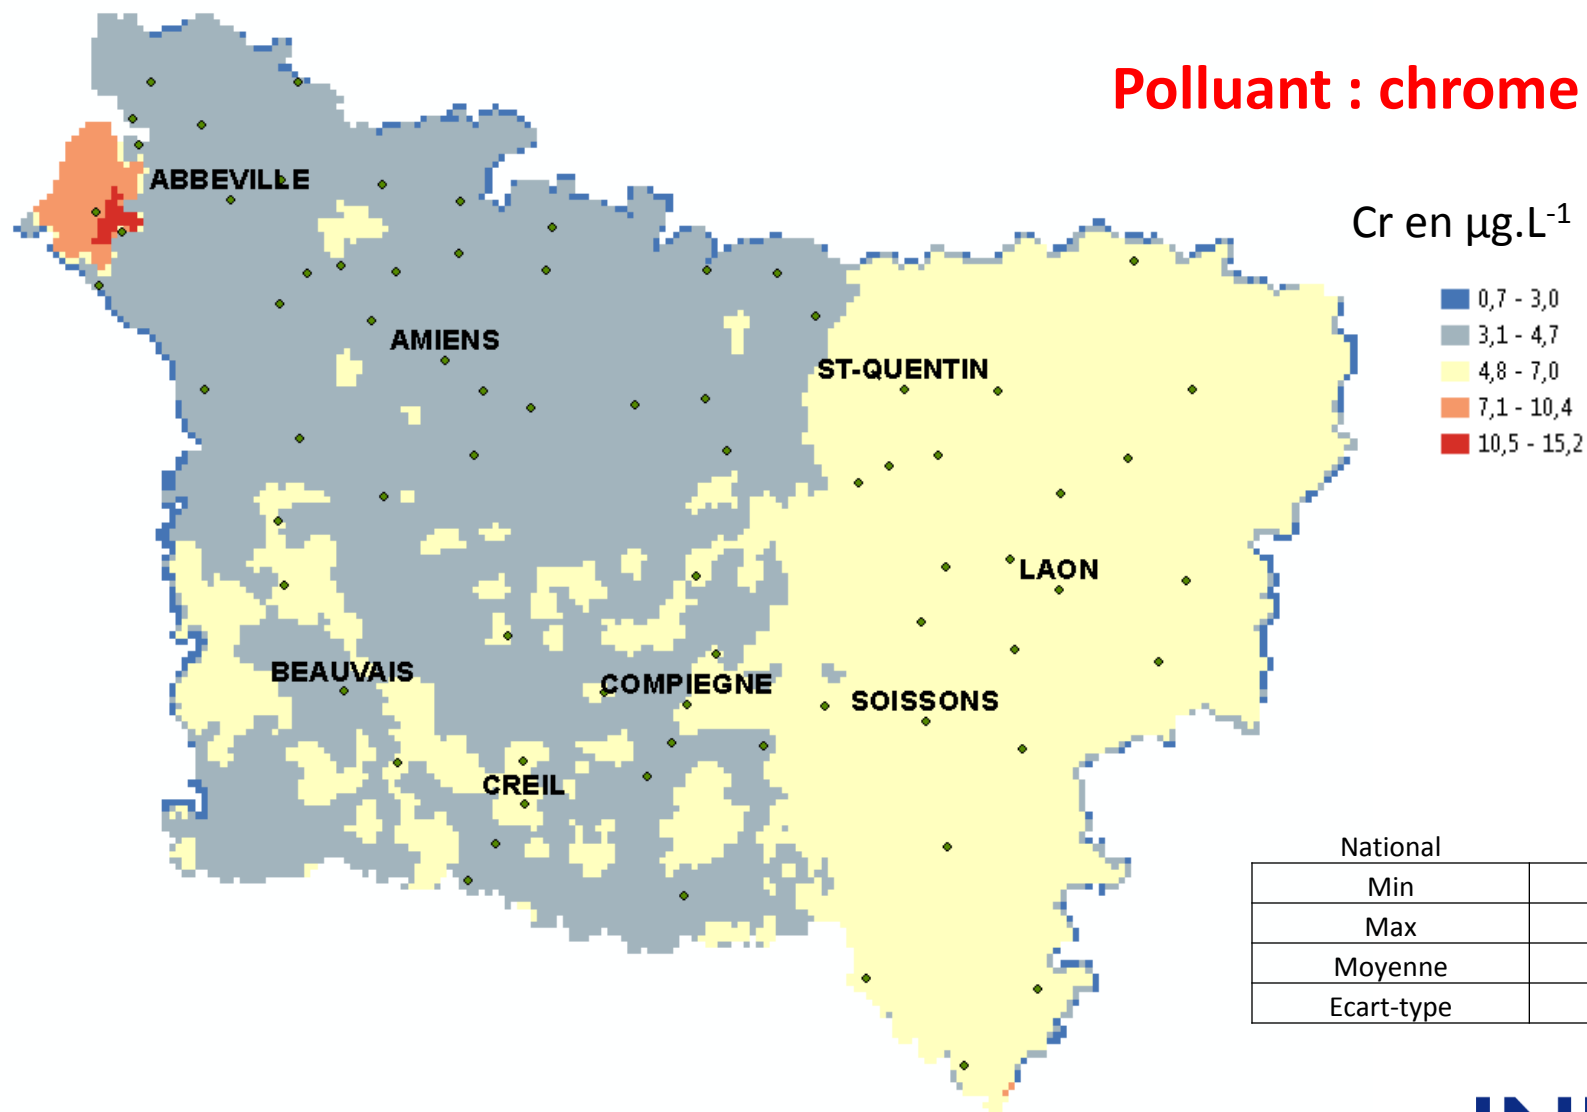 Polluant : chrome
Cr en µg.L-1
0,7 - 3,0
3,1 - 4,7
4,8 - 7,0
7,1 - 10,4
10,5 - 15,2
ABBEVILLE
AMIENS
ST-QUENTIN
LAON
BEAUVAIS
COMPIEGNE
SOISSONS
CREIL
National
Min
Max
Moyenne
Ecart-type